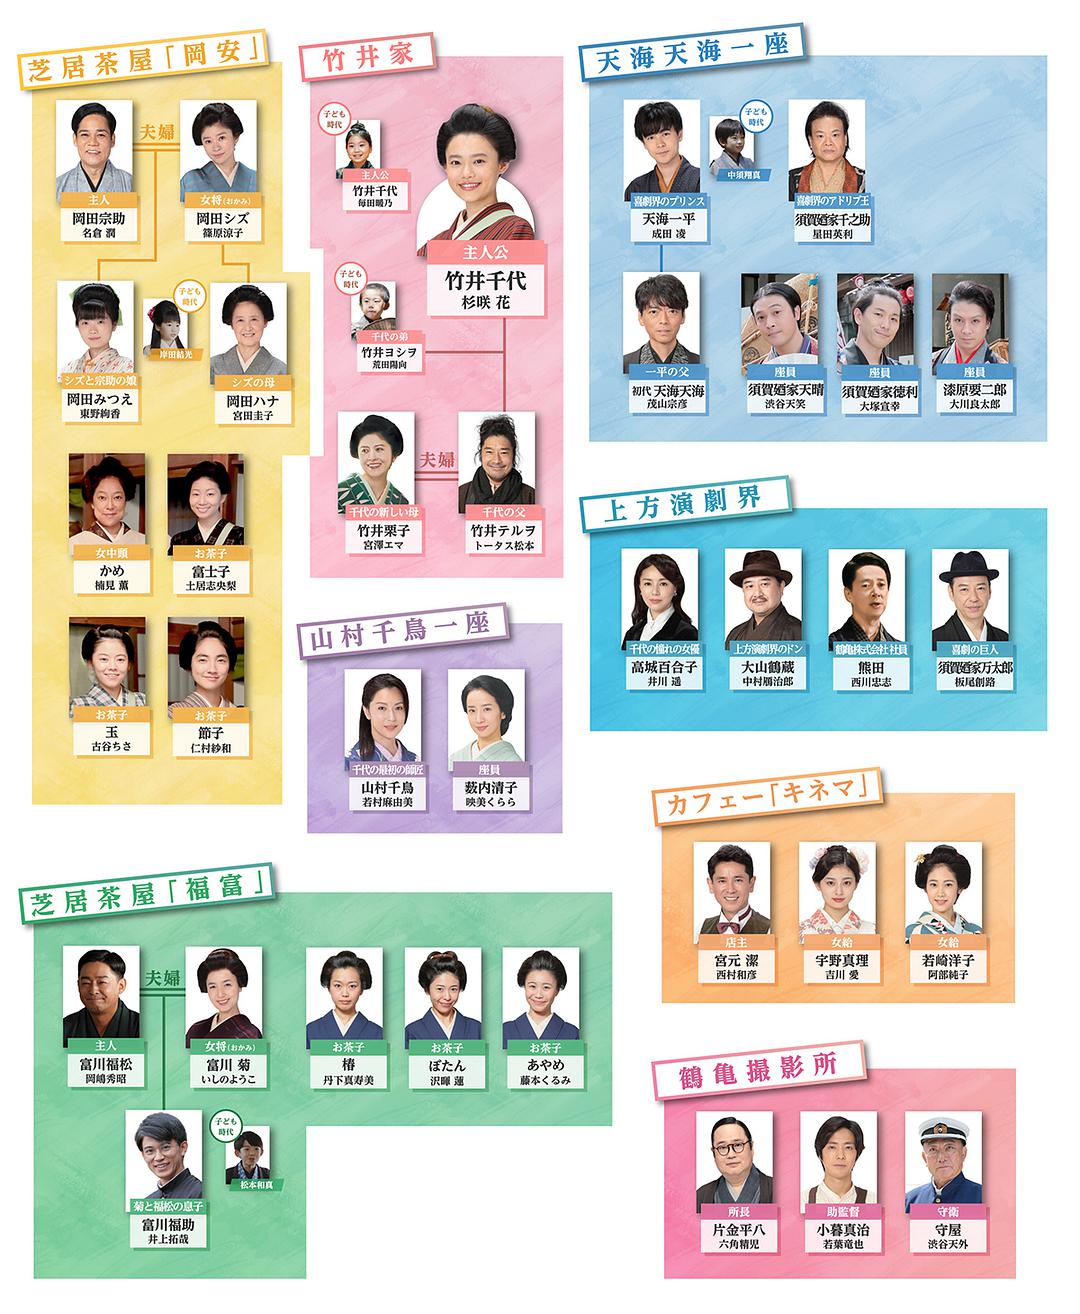 芝居茶屋「岡安」
夫婦
主人
岡田宗助
名倉 潤
女将(おかみ)
岡田シズ
篠原涼子
シズと宗助の娘
岡田みつえ
東野絢香
子ども
時代
岸田結光
シズの母
岡田ハナ
宮田圭子
女中頭
かめ
楠見 薫
お茶子
富士子
土居志央梨
お茶子
玉
古谷ちさ
お茶子
節子
仁村紗和
竹井家
子ども
時代
主人公
竹井千代
毎田暖乃
主人公
竹井千代
杉咲 花
子ども
時代
千代の弟
竹井ヨシヲ
荒田陽向
夫婦
千代の新しい母
竹井栗子
宮澤エマ
千代の父
竹井テルヲ
トータス松本
山村千鳥一座
千代の最初の師匠
山村千鳥
若村麻由美
座員
薮内清子
映美くらら
天海天海一座
喜劇界のプリンス
天海一平
成田 凌
子ども
時代
中須翔真
喜劇界のアドリブ王
須賀廼家千之助
星田英利
一平の父
初代 天海天海
茂山宗彦
座員
須賀廼家天晴
渋谷天笑
座員
須賀廼家徳利
大塚宣幸
座員
漆原要二郎
大川良太郎
上方演劇界
千代の憧れの女優
高城百合子
井川 遥
上方演劇界のドン
大山鶴蔵
中村鴈治郎
鶴亀株式会社 社員
熊田
西川忠志
喜劇の巨人
須賀廼家万太郎
板尾創路
カフェー「キネマ」
店主
宮元 潔
西村和彦
女給
宇野真理
吉川 愛
女給
若崎洋子
阿部純子
芝居茶屋「福富」
夫婦
主人
富川福松
岡嶋秀昭
女将(おかみ)
富川 菊
いしのようこ
お茶子
椿
丹下真寿美
お茶子
ぼたん
沢暉 蓮
お茶子
あやめ
藤本くるみ
菊と福松の息子
富川福助
井上拓哉
子ども
時代
松本和真
鶴亀撮影所
所長
片金平八
六角精児
助監督
小暮真治
若葉竜也
守衛
守屋
渋谷天外